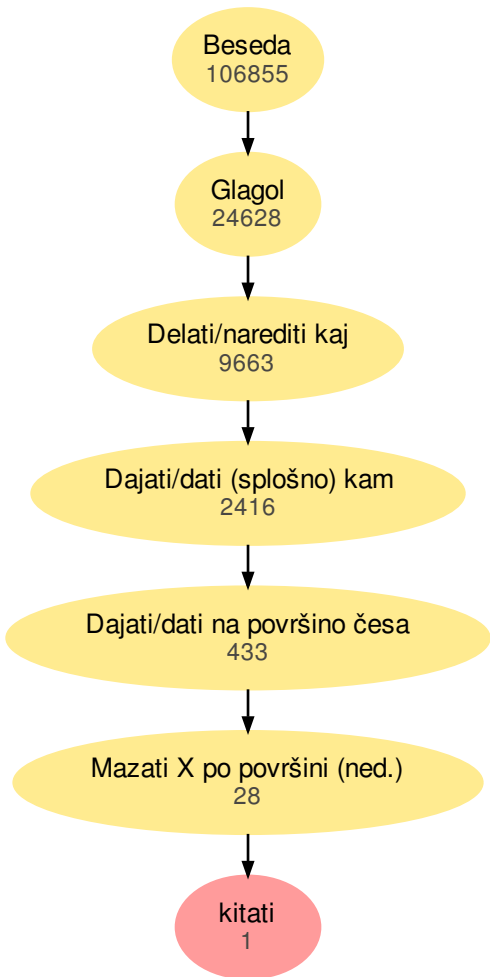 Beseda
106855
Glagol
24628
Delati/narediti kaj
9663
Dajati/dati (splošno) kam
2416
Dajati/dati na površino česa
433
Mazati X po površini (ned.)
28
kitati
1